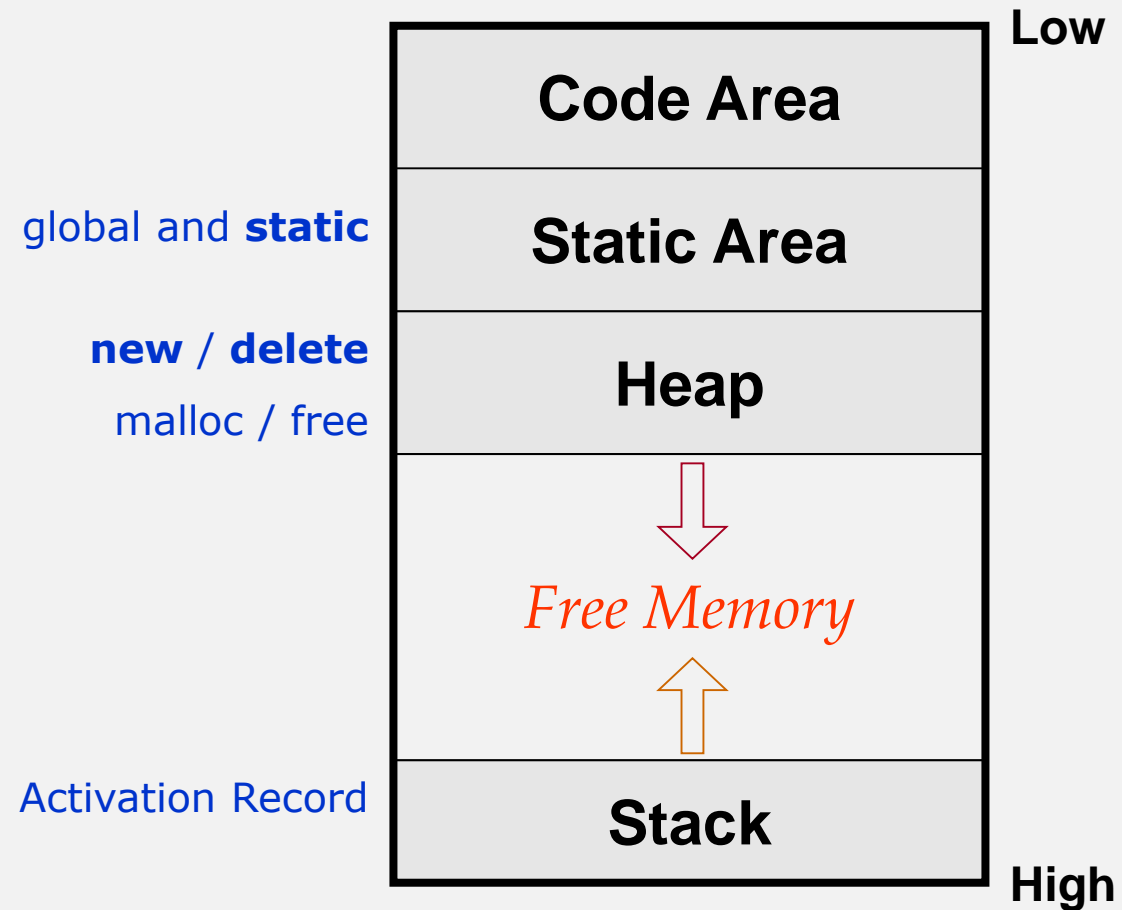 Low
Code Area
global and static
Static Area
new / delete
malloc / free
Heap
Free Memory
Activation Record
Stack
High